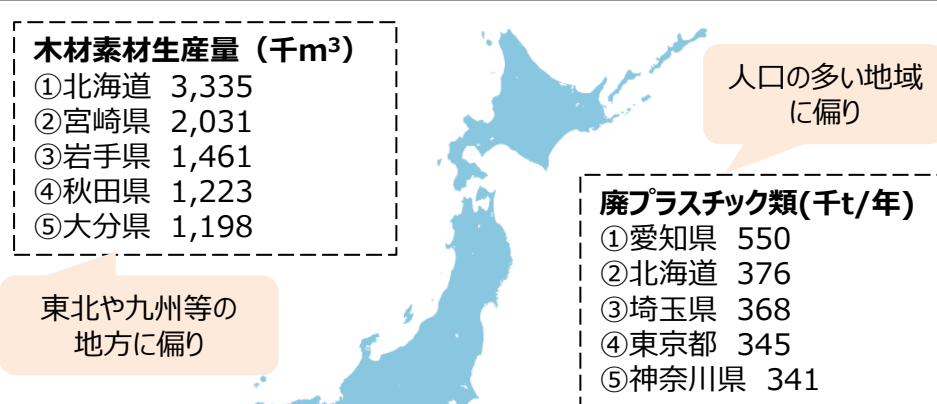 木材素材生産量（千m³）
①北海道 3,335
②宮崎県 2,031
③岩手県 1,461
④秋田県 1,223
⑤大分県 1,198
東北や九州等の
地方に偏り
人口の多い地域
に偏り
廃プラスチック類(千t/年)
①愛知県 550
②北海道 376
③埼玉県 368
④東京都 345
⑤神奈川県 341